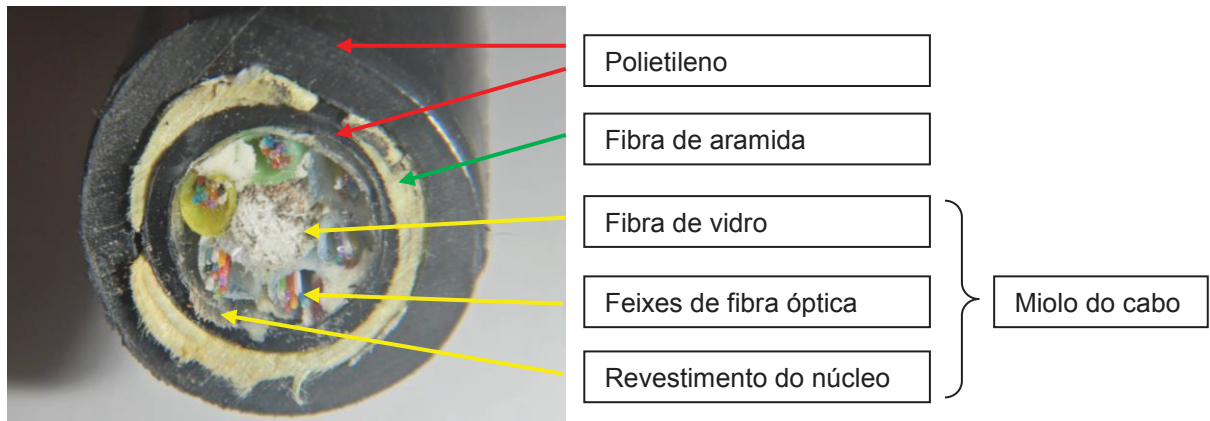 Polietileno
Fibra de aramida
Fibra de vidro
Feixes de fibra óptica
Miolo do cabo
Revestimento do núcleo